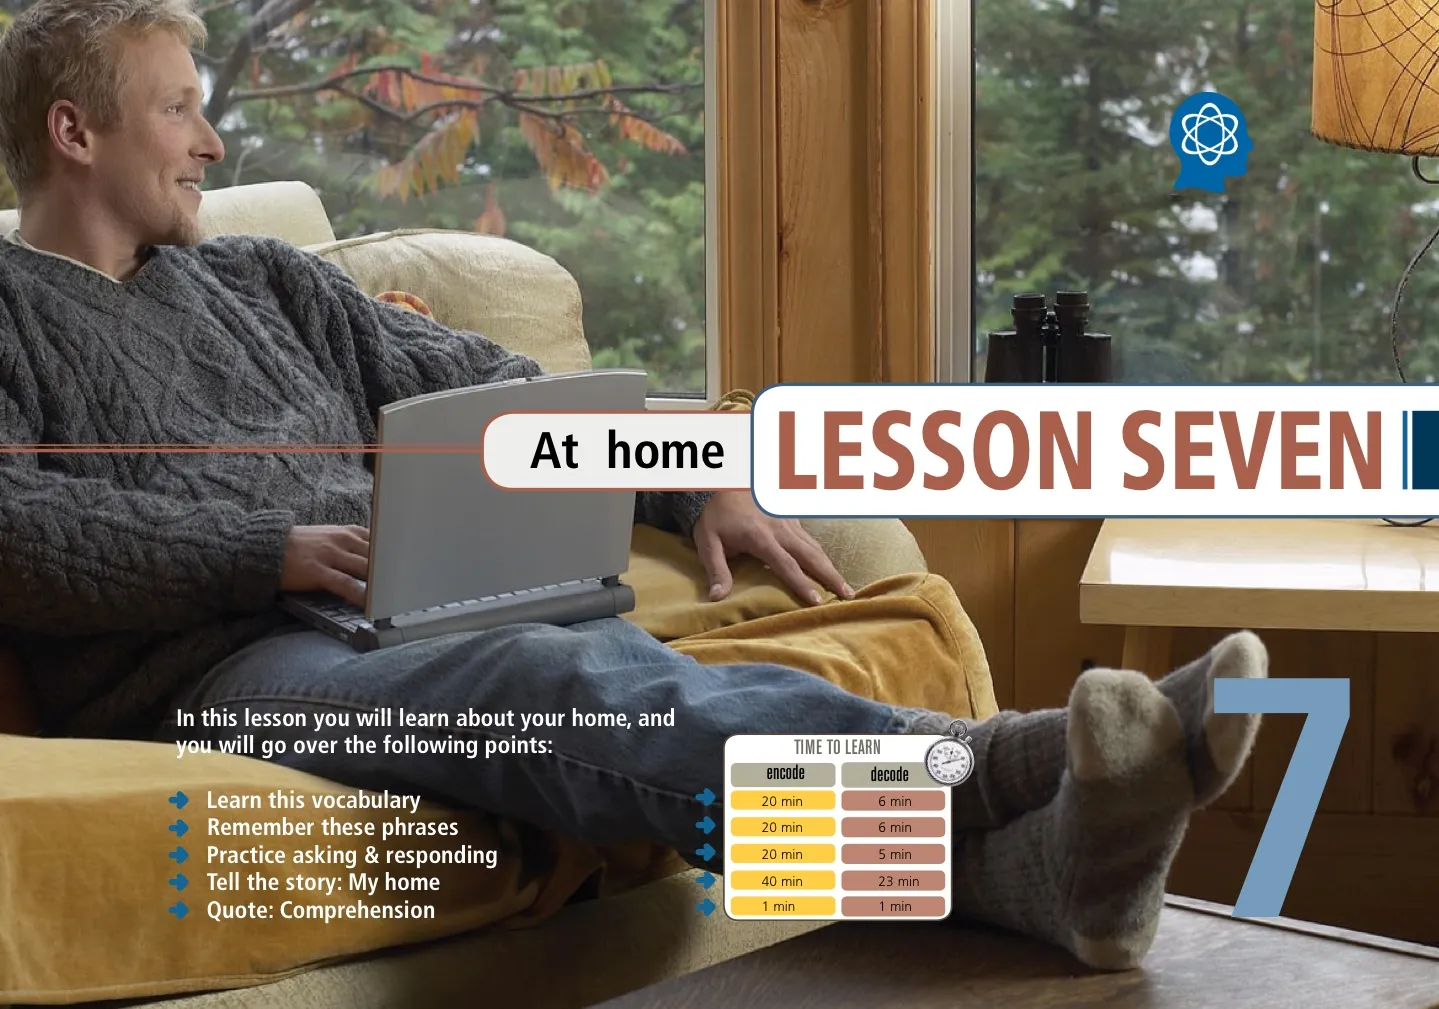 At home
LESSON SEVEN
In this lesson you will learn about your home, and
you will go over the following points:
Learn this vocabulary
Remember these phrases
Practice asking & responding
Tell the story: My home
Quote: Comprehension
TIME TO LEARN
encode decode
20 min 6 min
20 min 6 min
20 min 5 min
40 min 23 min
1 min 1 min
7